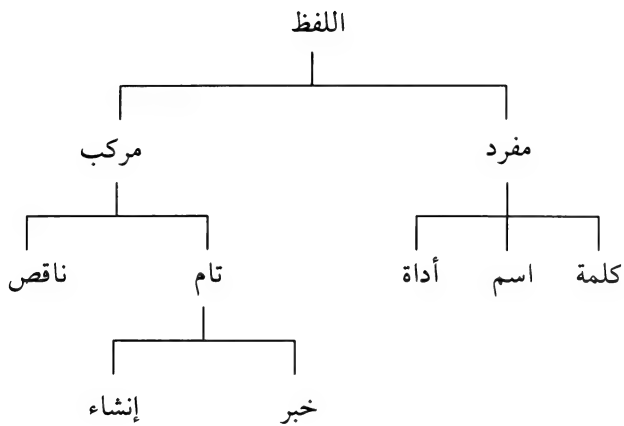 اللفظ
مفرد مركب
كلمة اسم أداة تام ناقص
خبر إنشاء